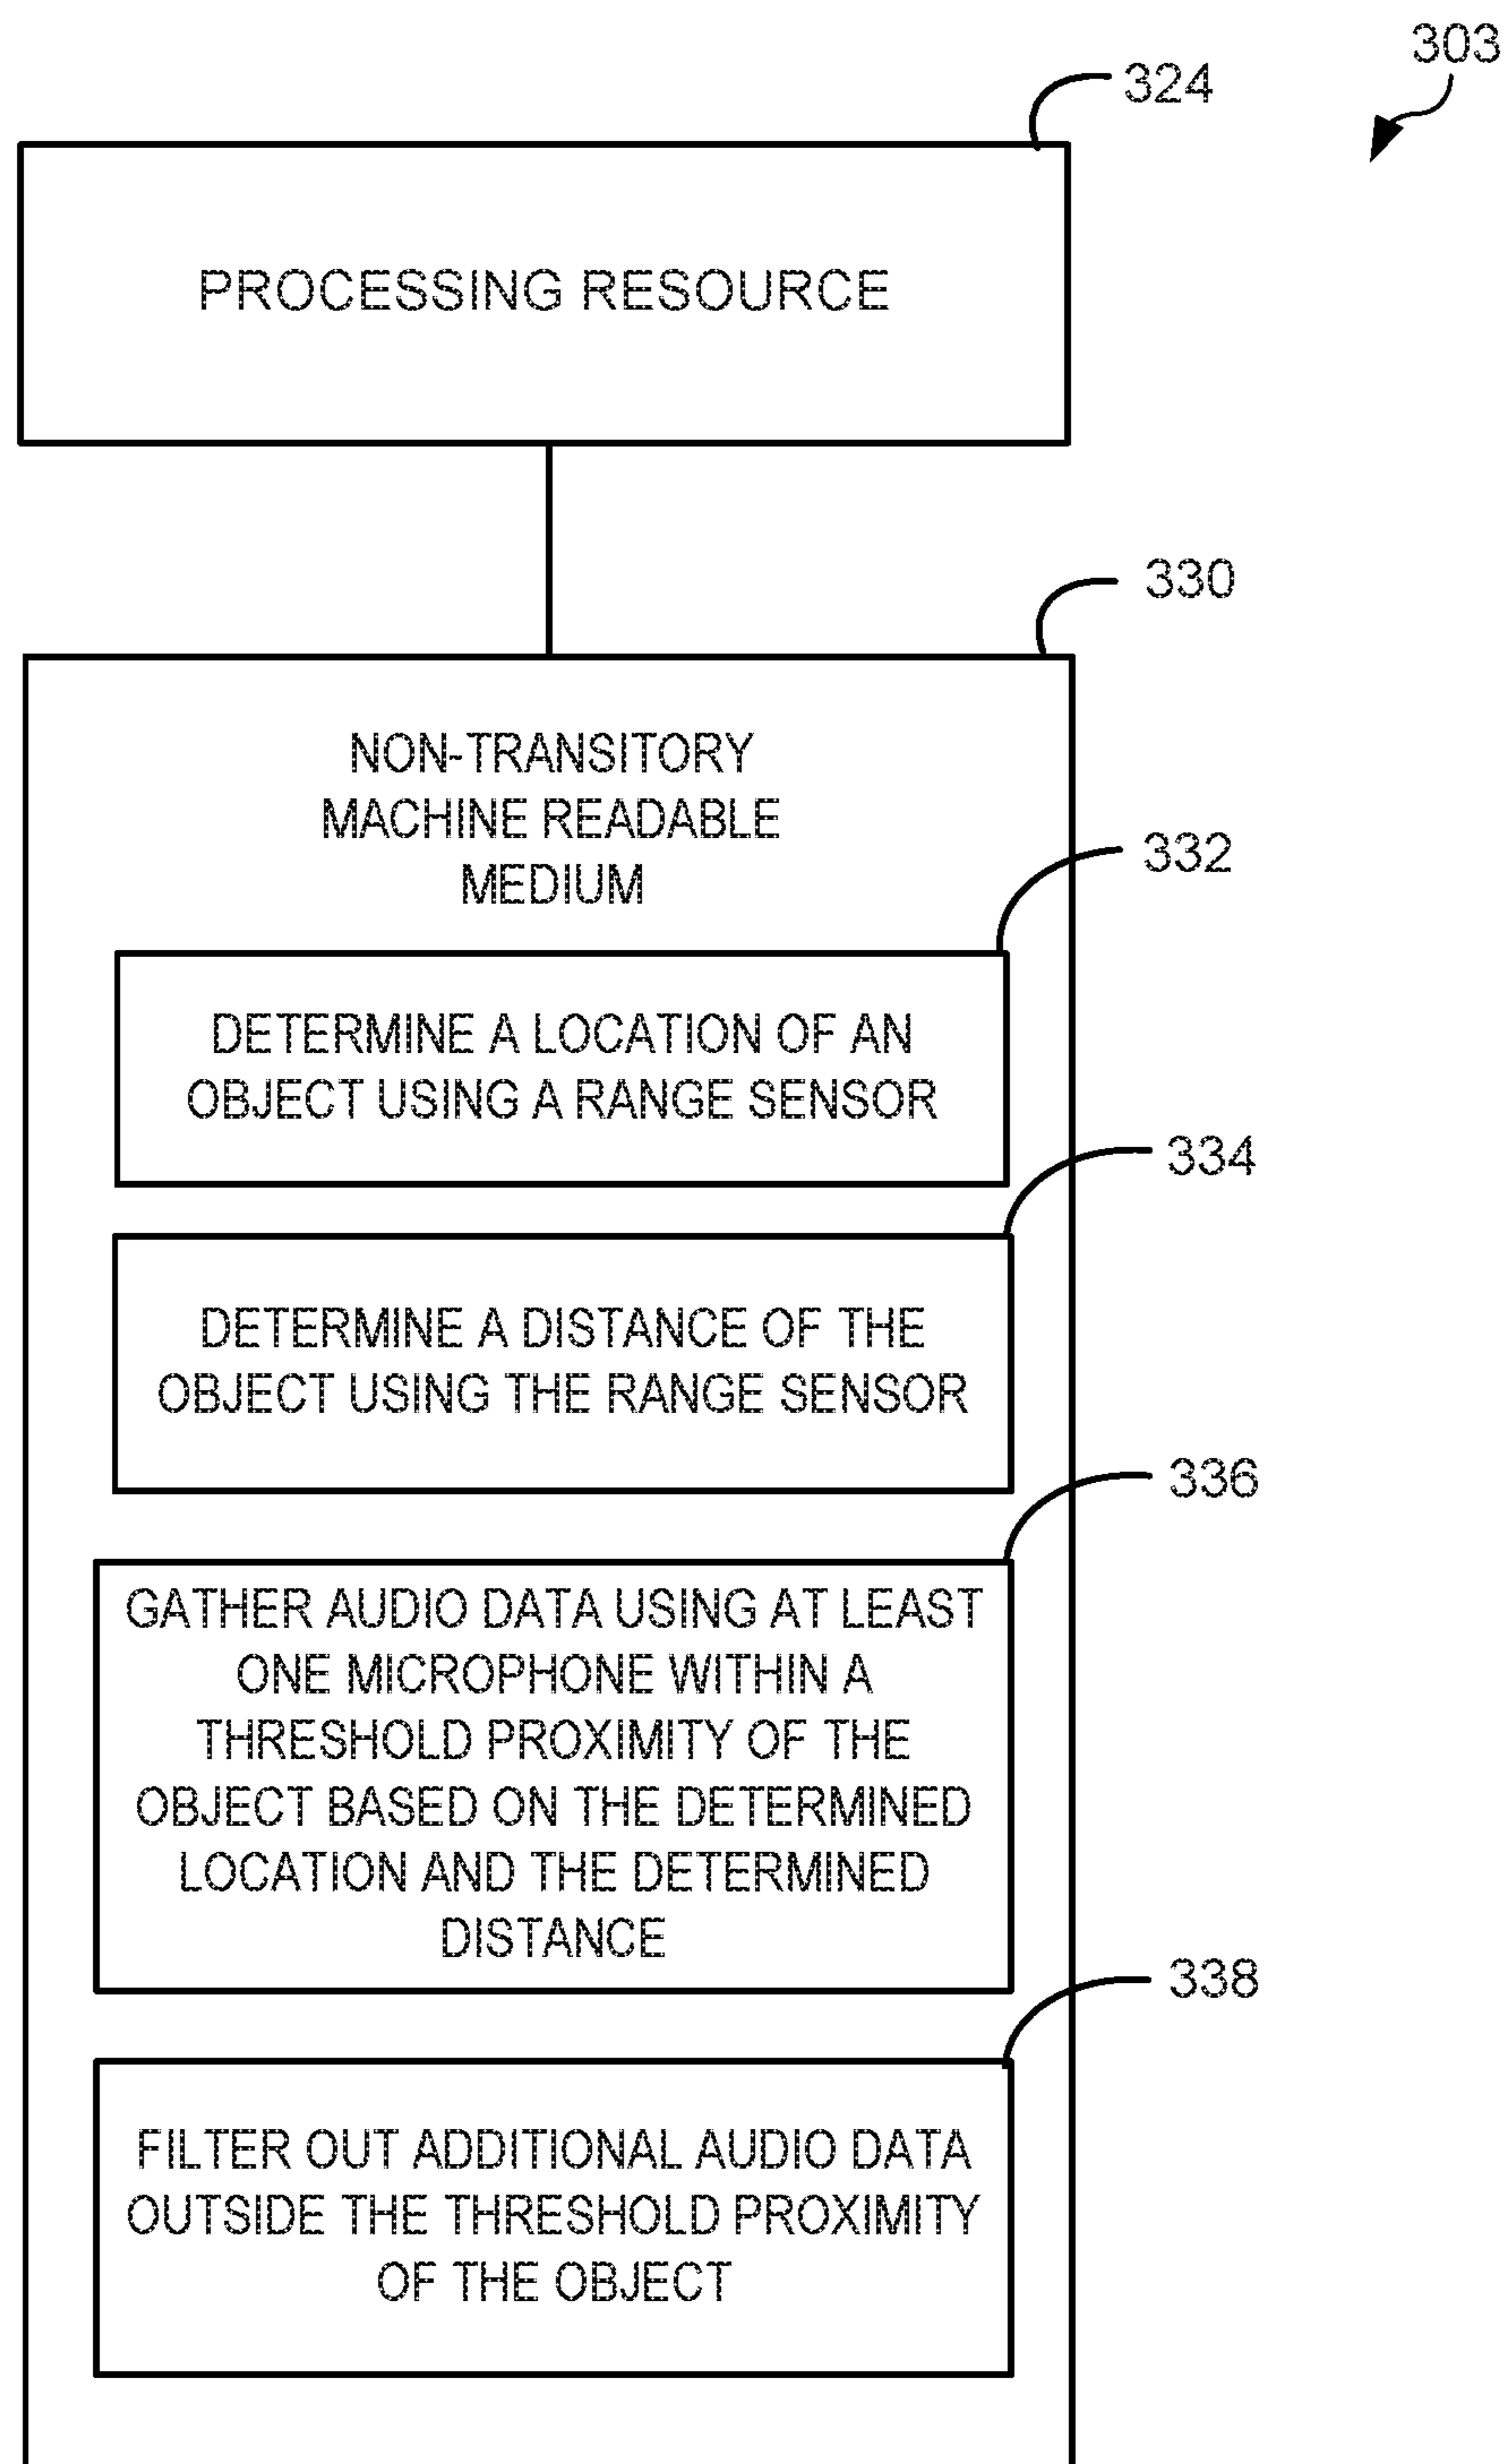 303
324
PROCESSING RESOURCE
330
NON-TRANSITORY
MACHINE READABLE
MEDIUM
332
DETERMINE A LOCATION OF AN
OBJECT USING A RANGE SENSOR
334
DETERMINE A DISTANCE OF THE
OBJECT USING THE RANGE SENSOR
336
GATHER AUDIO DATA USING AT LEAST
ONE MICROPHONE WITHIN A
THRESHOLD PROXIMITY OF THE
OBJECT BASED ON THE DETERMINED
LOCATION AND THE DETERMINED
DISTANCE
338
FILTER OUT ADDITIONAL AUDIO DATA
OUTSIDE THE THRESHOLD PROXIMITY
OF THE OBJECT